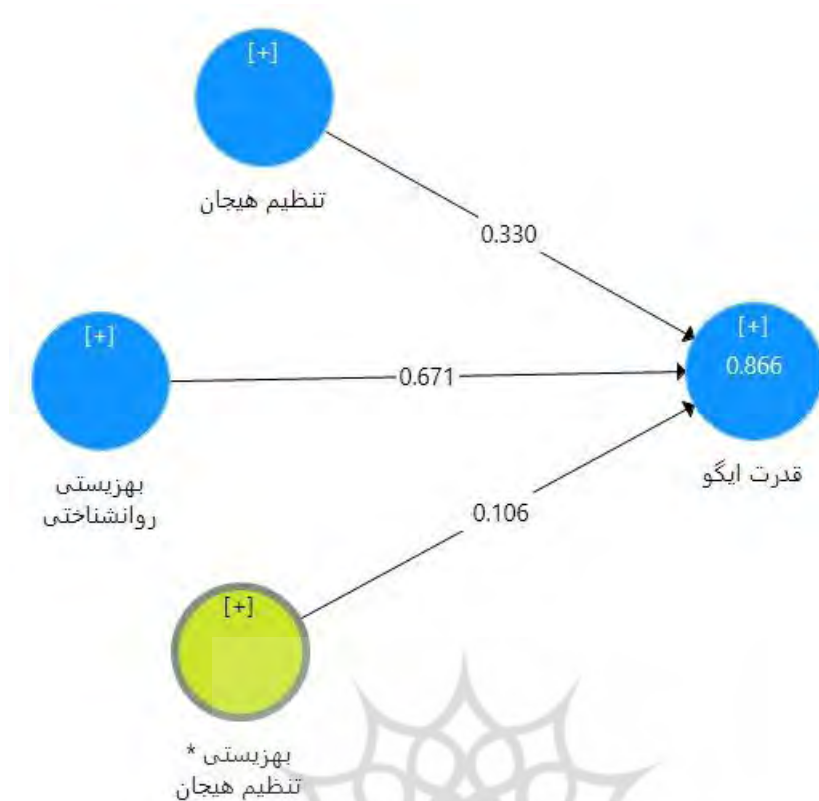 [+]
تنظیم هیجان
0.330
[+]
0.671
[+]
0.866
بهزیستی
روانشناختی
قدرت ایگو
0.106
[+]
بهزیستی *
تنظیم هیجان